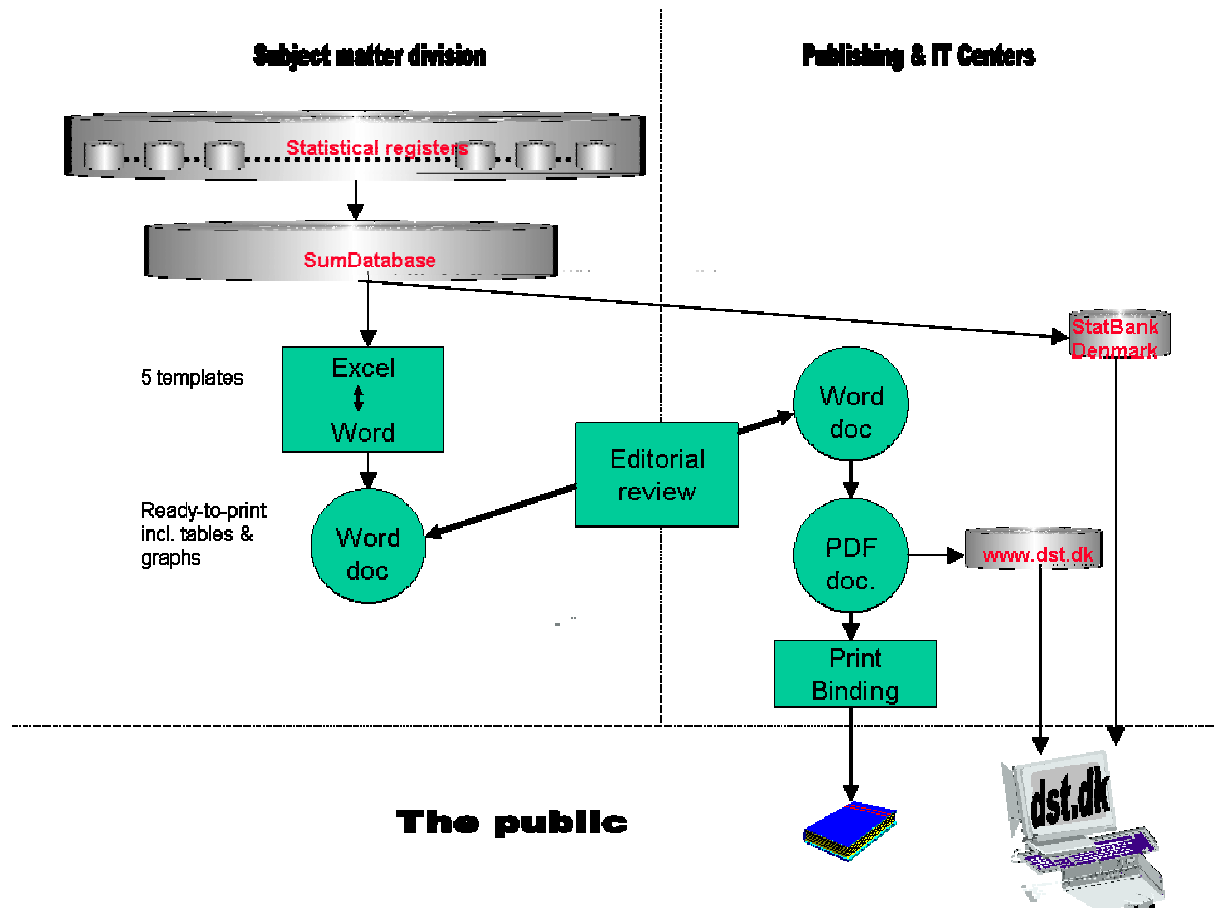 Subject matter division
Publishing & IT Centers
Statistical registers
SumDatabase
StatBank
Denmark
5 templates
Excel
Word
Word
doc
Editorial
review
Ready-to-print
incl. tables &
graphs
Word
doc
PDF
doc.
www.dst.dk
Print
Binding
The public
dst.dk